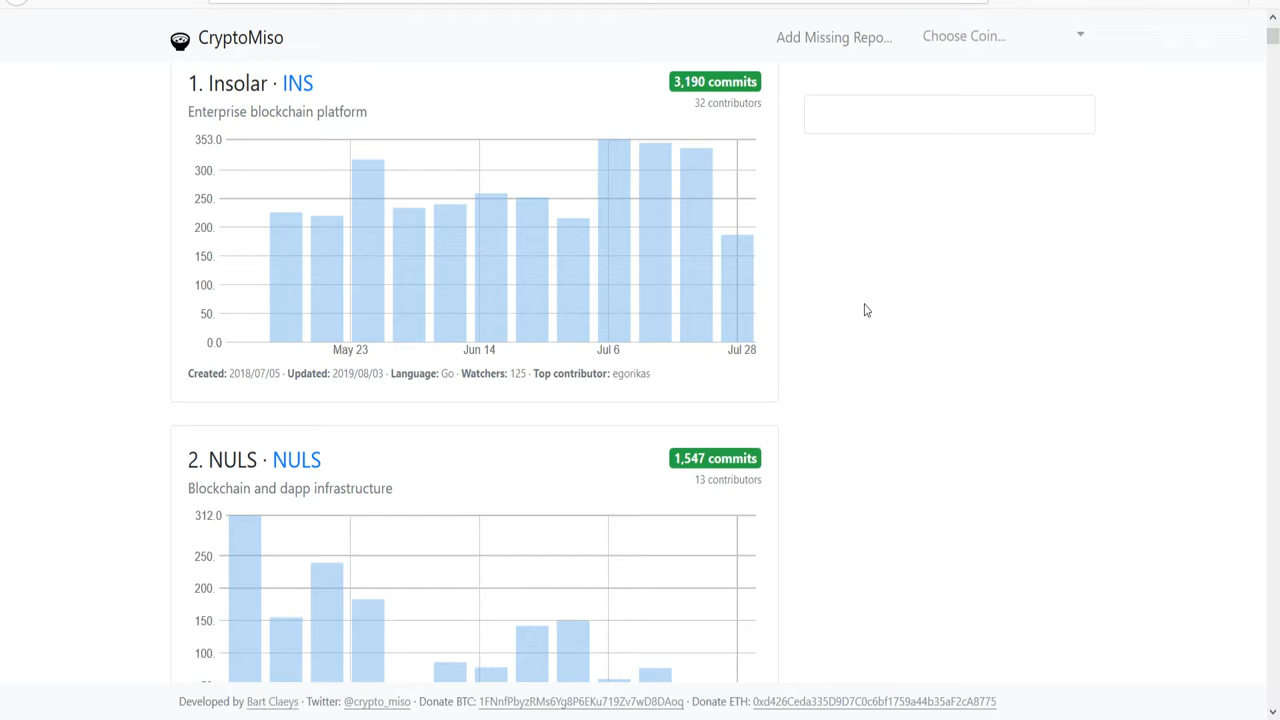 CryptoMiso
Add Missing Repo...
Choose Coin...
1. Insolar · INS
3,190 commits
32 contributors
Enterprise blockchain platform
353.0
300.
250.
200.
150.
100.
50.
0.0
May 23
Jun 14
Jul 6
Jul 28
Created: 2018/07/05 · Updated: 2019/08/03 · Language: Go · Watchers: 125 · Top contributor: egorikas
2. NULS · NULS
1,547 commits
13 contributors
Blockchain and dapp infrastructure
312.0
250.
200.
150.
100.
Developed by Bart Claeys · Twitter: @crypto_miso · Donate BTC: 1FNnfPbyzRMs6Yg8P6EKu719Zv7wD8DAoq · Donate ETH: 0xd426Ceda335D9D7C0c6bf1759a44b35aF2cA8775